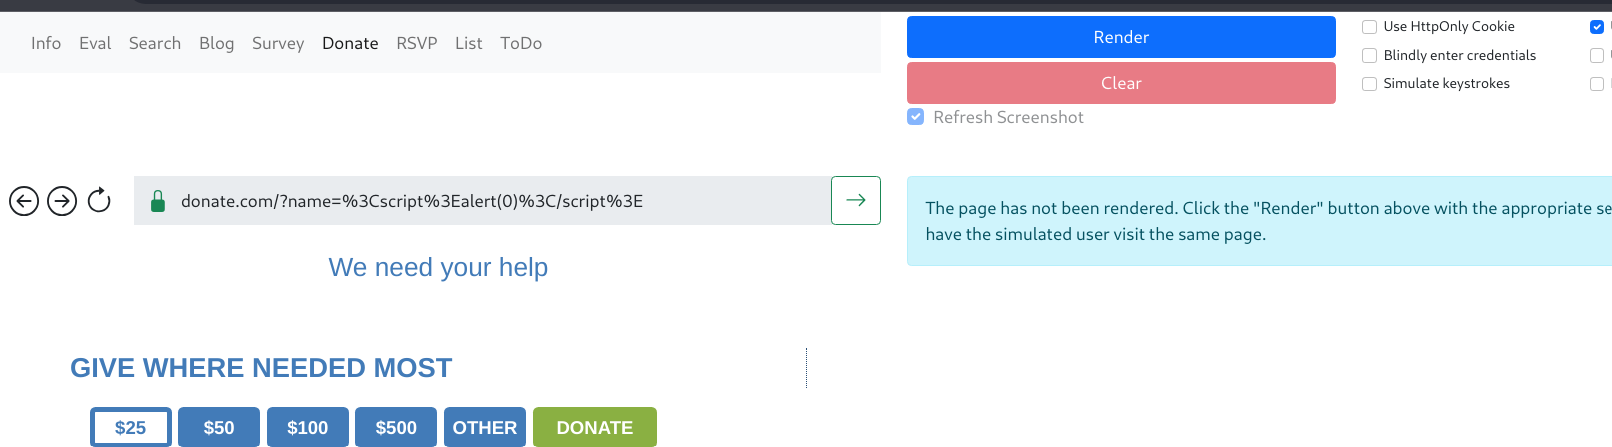 Info Eval Search Blog Survey Donate RSVP List ToDo
Render
Clear
Refresh Screenshot
Use HttpOnly Cookie
Blindly enter credentials
Simulate keystrokes
donate.com/?name=%3Cscript%3Ealert(0)%3C/script%3E
The page has not been rendered. Click the "Render" button above with the appropriate se
have the simulated user visit the same page.
We need your help
GIVE WHERE NEEDED MOST
$25 $50 $100 $500 OTHER DONATE